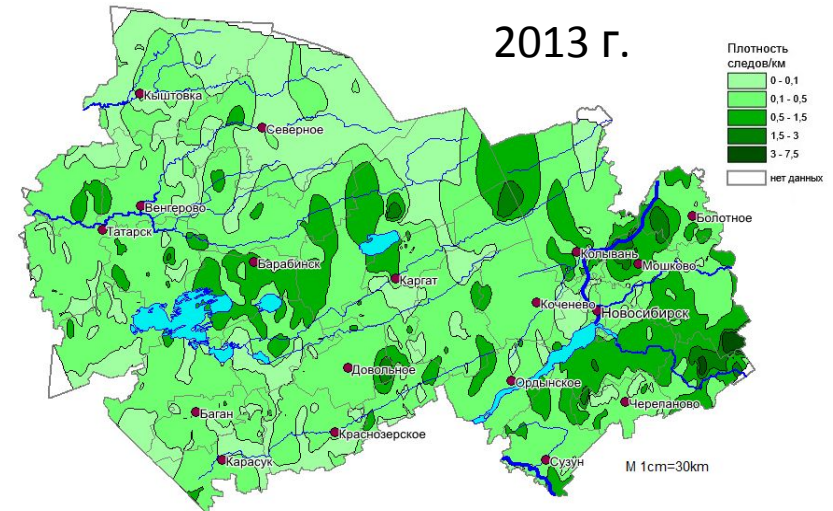 2013 г.
Плотность
следов/км
0 - 0,1
0,1 - 0,5
0,5 - 1,5
1,5 - 3
3 - 7,5
нет данных
Кыштовка
Северное
Венгерово
Татарск
Болотное
Колывань
Барабинск
Мошково
Каргат
Коченево
Новосибирск
Довольное
Ордынское
Черепаново
Баган
Краснозерское
Карасук
Сузун
М 1cm=30km